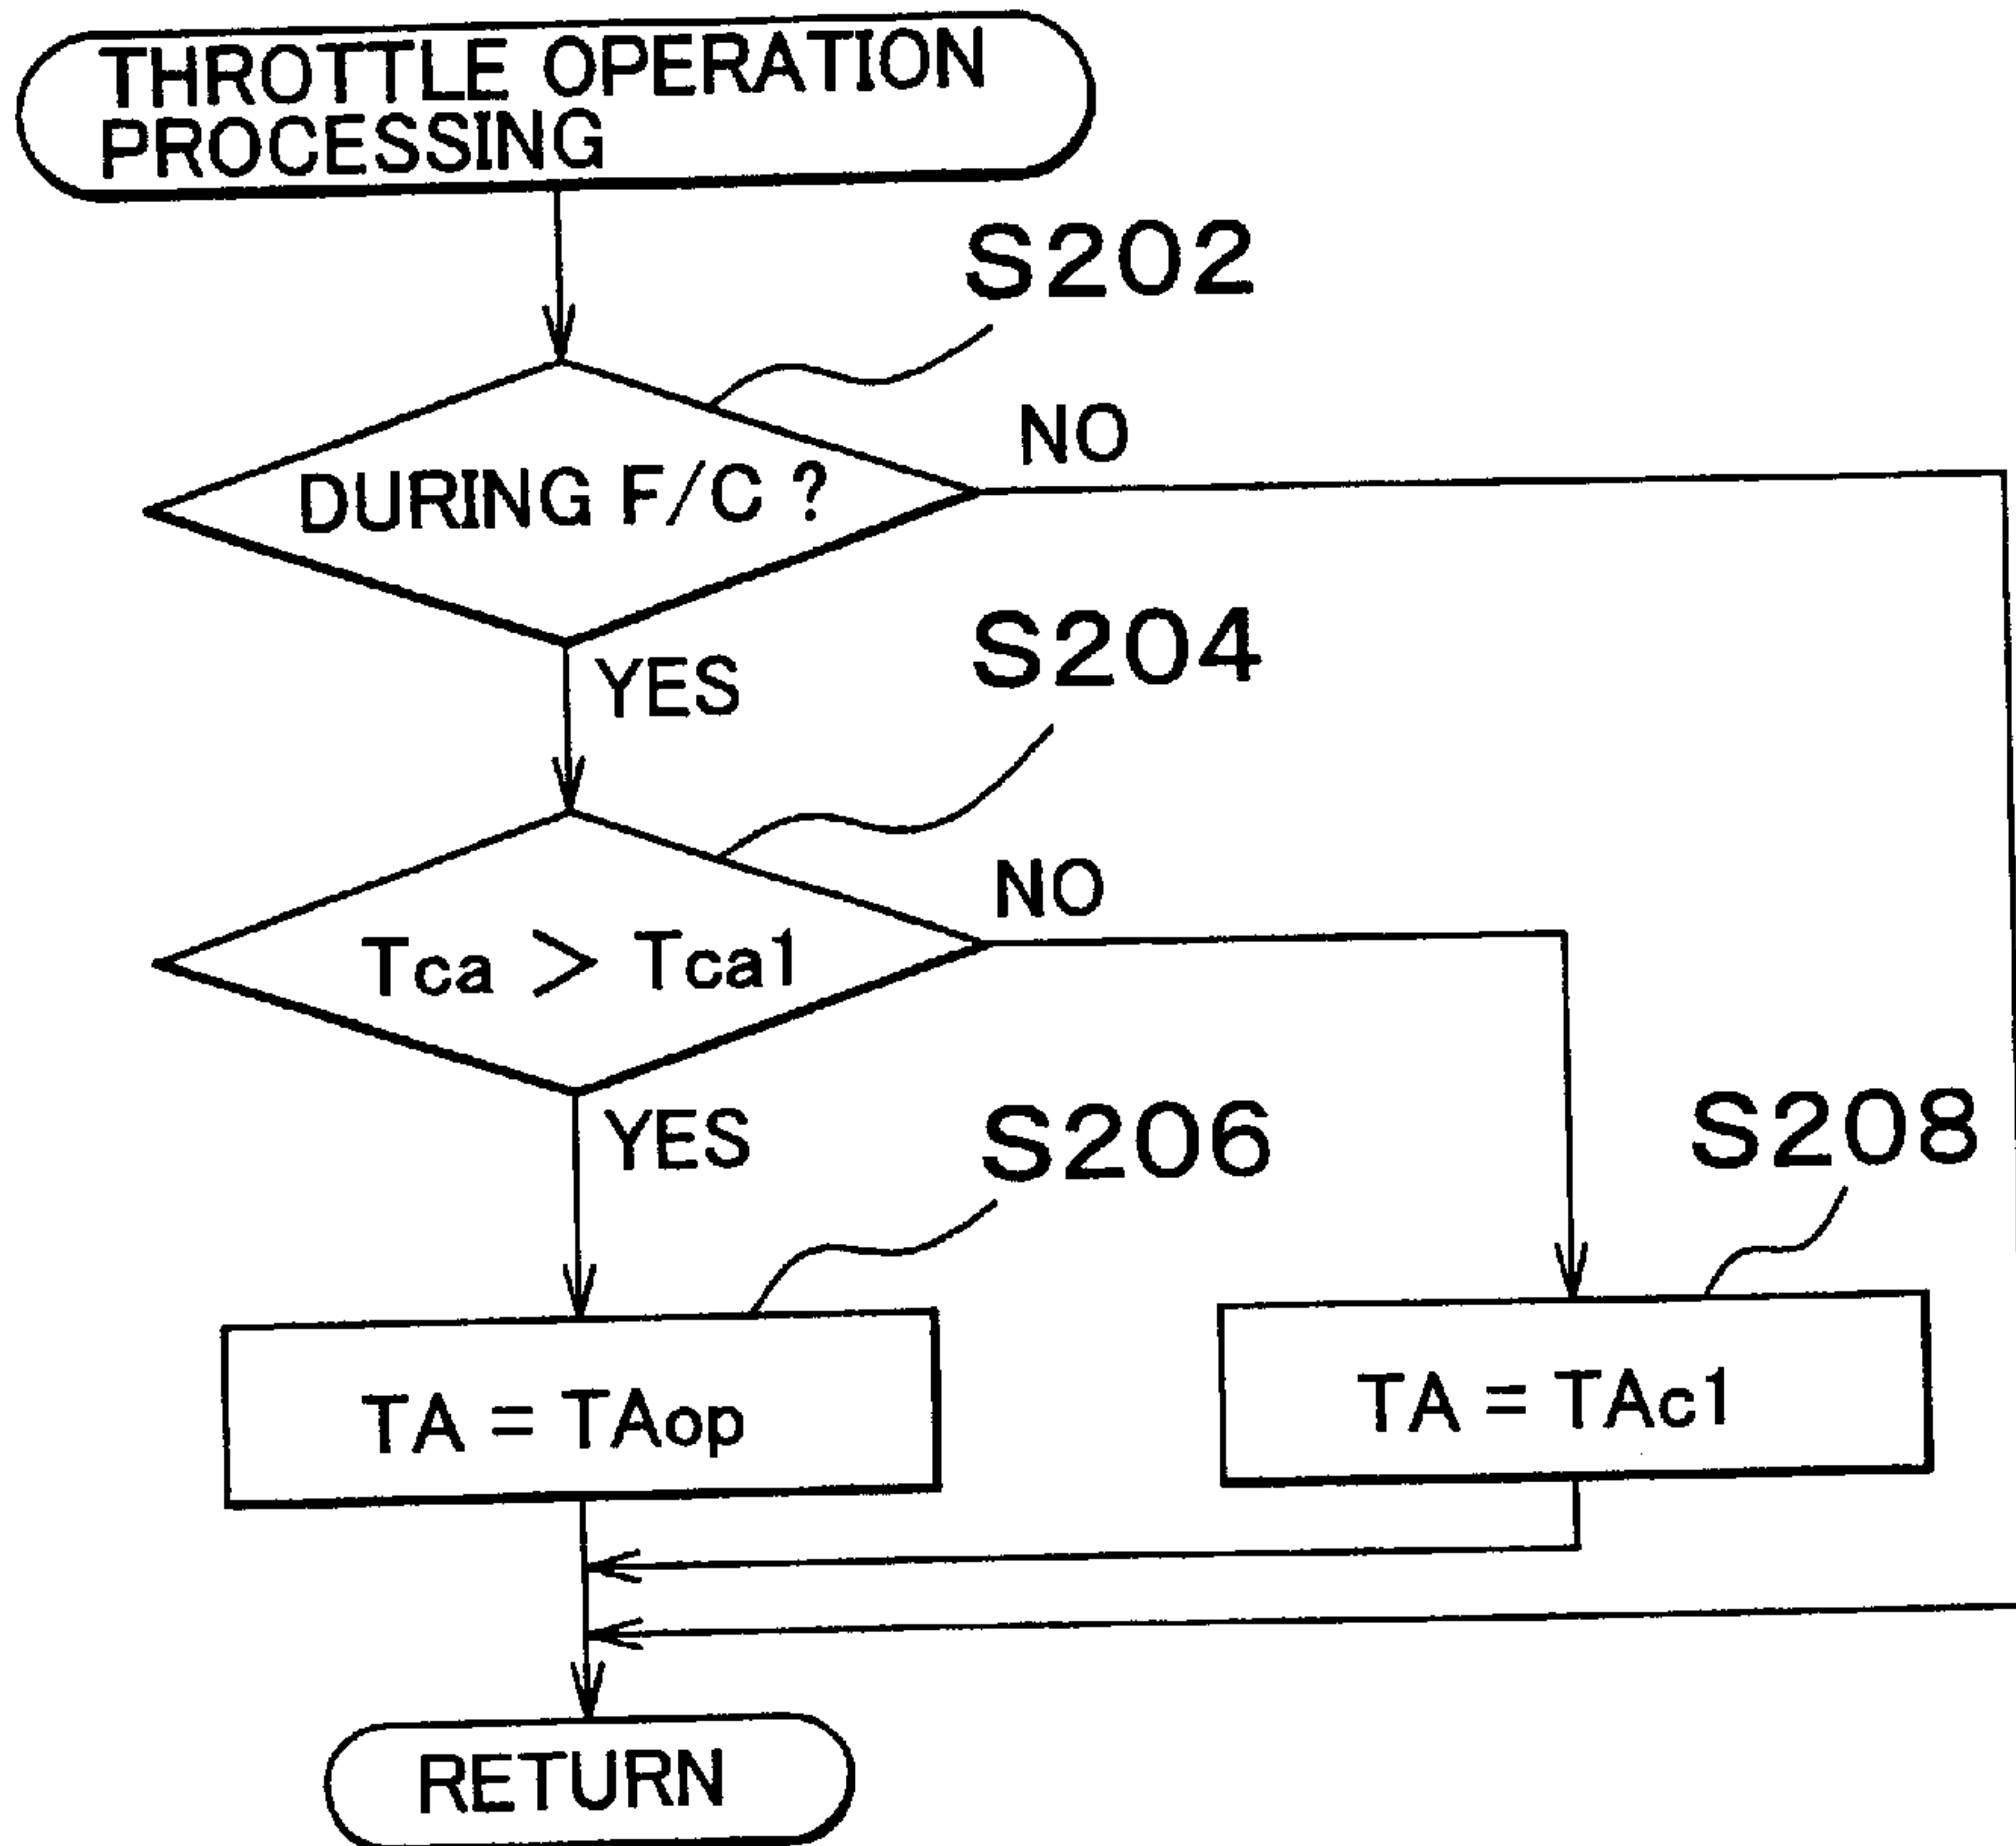 THROTTLE OPERATION
PROCESSING
S202
DURING F/C ?
NO
YES
S204
Tca > Tca1
NO
YES
S206
S208
TA = TAop
TA = TAc1
RETURN